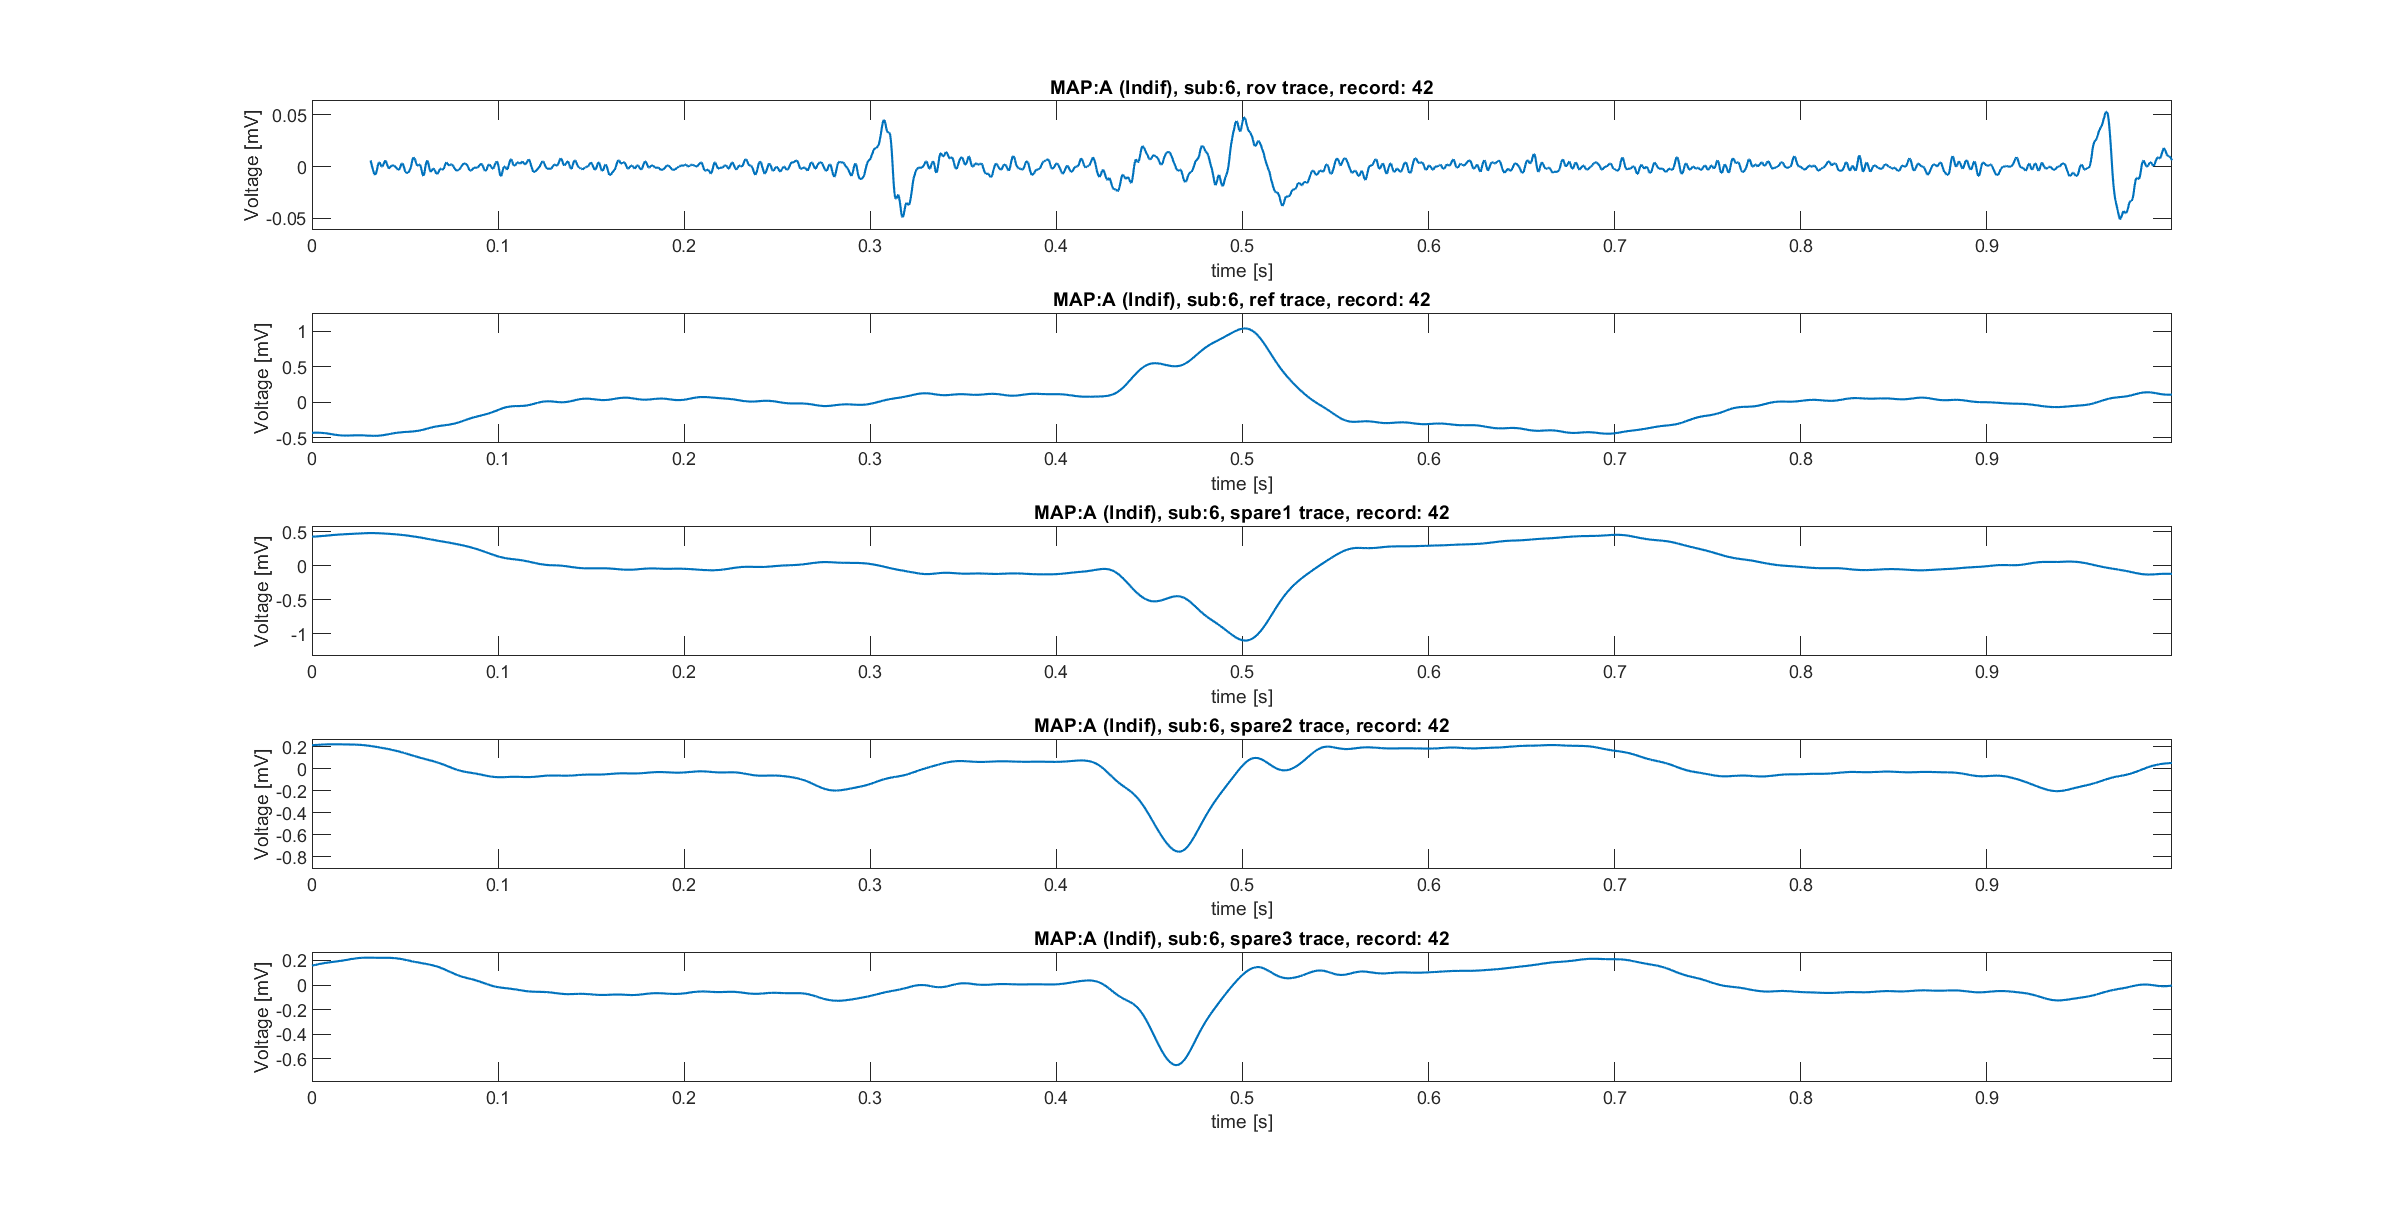 MAP:A (Indif), sub:6, rov trace, record: 42
Voltage [mV]
0.05
0
-0.05
0 0.1 0.2 0.3 0.4 0.5 0.6 0.7 0.8 0.9
time [s]
MAP:A (Indif), sub:6, ref trace, record: 42
Voltage [mV]
1
0.5
0
-0.5
0 0.1 0.2 0.3 0.4 0.5 0.6 0.7 0.8 0.9
time [s]
MAP:A (Indif), sub:6, spare1 trace, record: 42
Voltage [mV]
0.5
0
-0.5
-1
0 0.1 0.2 0.3 0.4 0.5 0.6 0.7 0.8 0.9
time [s]
MAP:A (Indif), sub:6, spare2 trace, record: 42
Voltage [mV]
0.2
0
-0.2
-0.4
-0.6
-0.8
0 0.1 0.2 0.3 0.4 0.5 0.6 0.7 0.8 0.9
time [s]
MAP:A (Indif), sub:6, spare3 trace, record: 42
Voltage [mV]
0.2
0
-0.2
-0.4
-0.6
0 0.1 0.2 0.3 0.4 0.5 0.6 0.7 0.8 0.9
time [s]